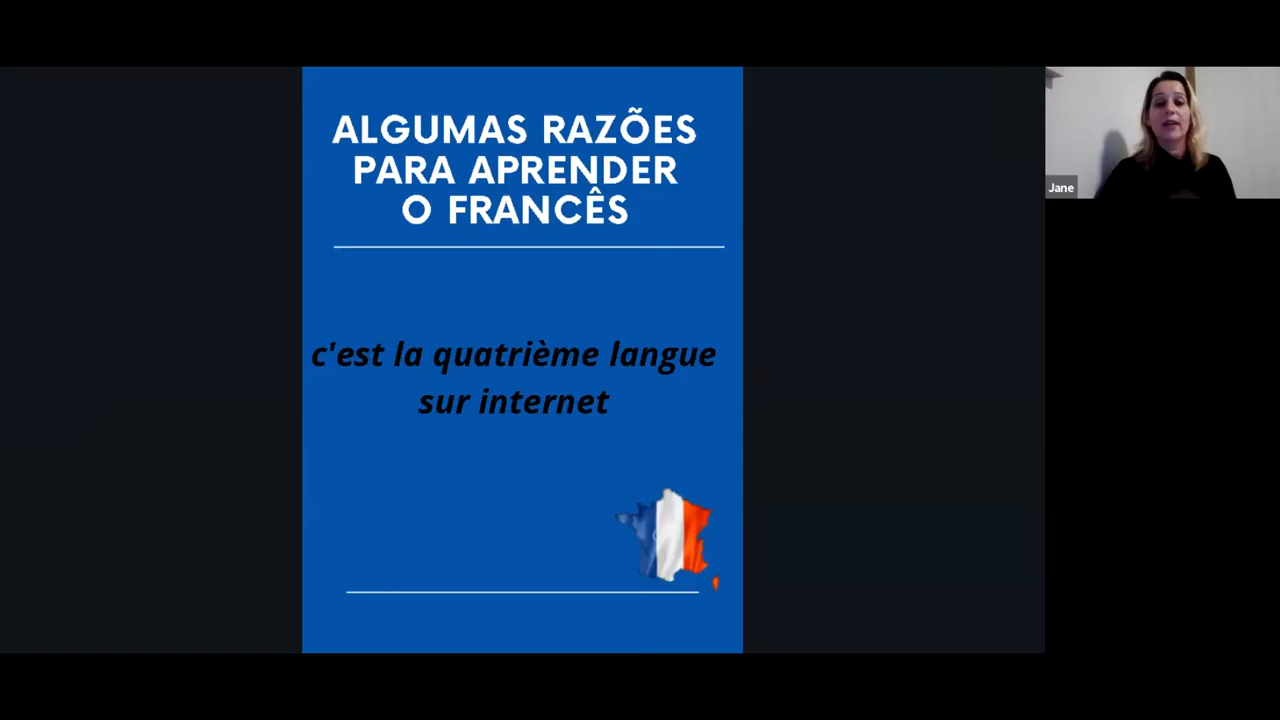 ALGUMAS RAZÕES
PARA APRENDER
O FRANCÊS
c'est la quatrième langue
sur internet
Jane